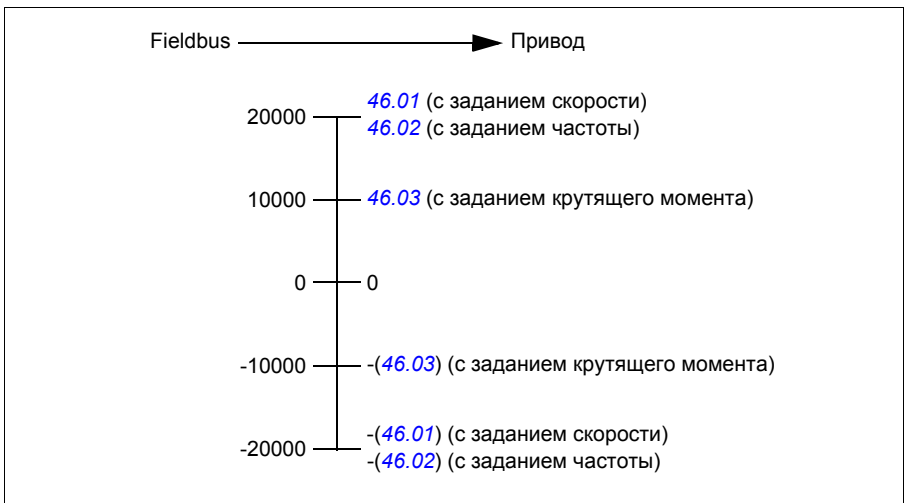 Fieldbus Привод
46.01 (с заданием скорости)
20000
46.02 (с заданием частоты)
10000 46.03 (с заданием крутящего момента)
0 0
-10000 -(46.03) (с заданием крутящего момента)
-(46.01) (с заданием скорости)
-20000
-(46.02) (с заданием частоты)